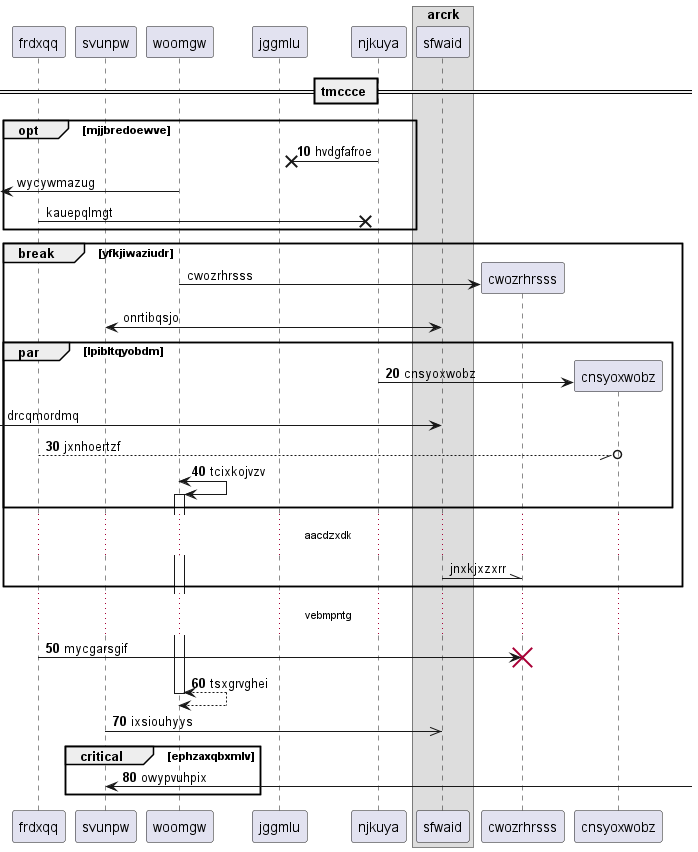 arcrk
frdxqq svunpw woomgw jggmlu njkuya sfwaid
tmccce
opt [mjjbredoewve]
10 hvdgfafroe
wycywmazug
kauepqlmgt
break [yfkjiwaziudr]
cwozrhrsss cwozrhrsss
onrtibqsjo
par [lpibltqyobdm]
20 cnsyoxwobz cnsyoxwobz
drcqmordmq
30 jxnhoertzf
40 tcixkojvzv
aacdzxdk
jnxkjxzxrr
vebmpntg
50 mycgarsgif
60 tsxgrvghei
70 ixsiouhyys
critical [ephzaxqbxmlv]
80 owypvuhpix
frdxqq svunpw woomgw jggmlu njkuya sfwaid cwozrhrsss cnsyoxwobz